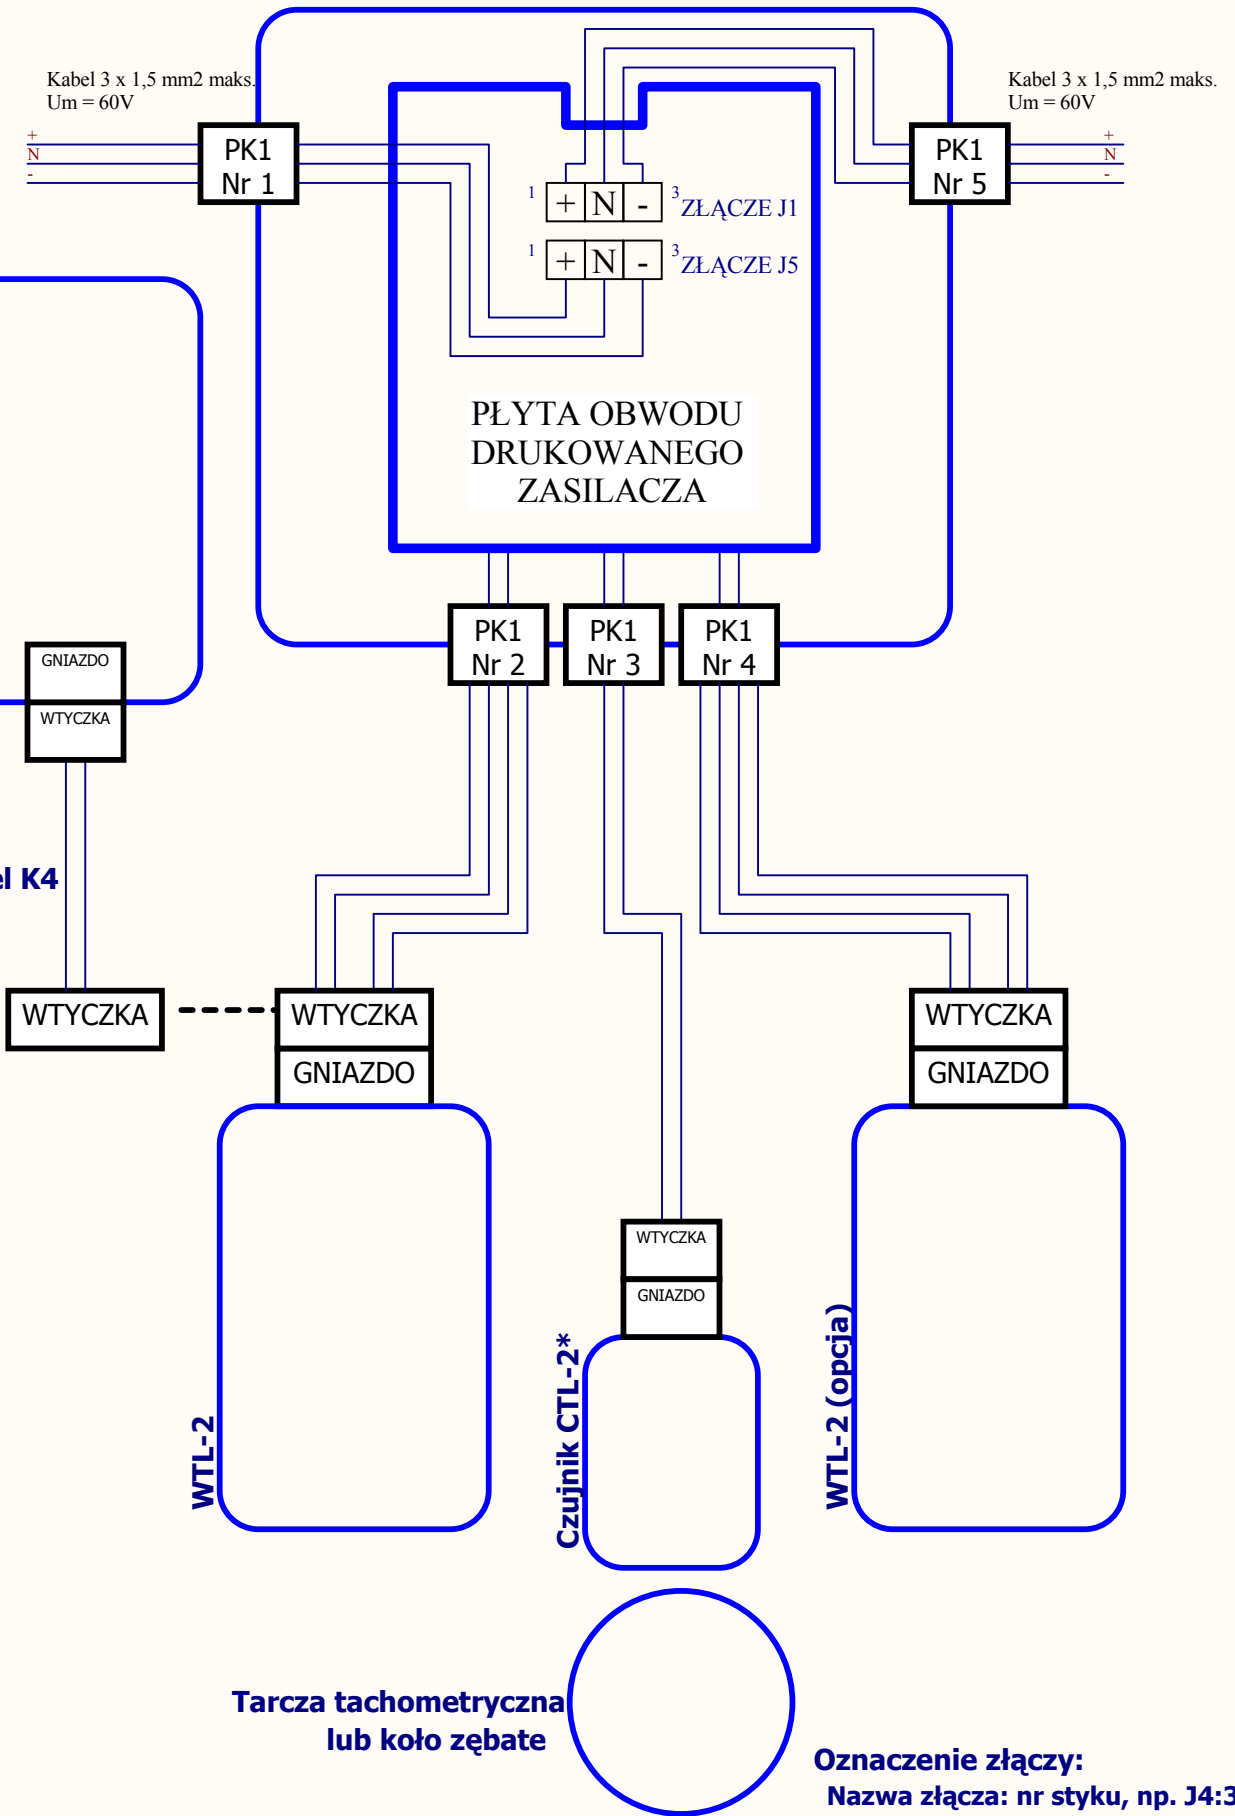 Kabel 3 x 1,5 mm2 maks.
Um = 60V
Kabel 3 x 1,5 mm2 maks.
Um = 60V
+
N
-
PK1
Nr 1
PK1
Nr 5
+
N
-
1 + N - 3 ZŁĄCZE J1
1 + N - 3 ZŁĄCZE J5
PŁYTA OBWODU
DRUKOWANEGO
ZASILACZA
PK1
Nr 2
PK1
Nr 3
PK1
Nr 4
GNIAZDO
WTYCZKA
el K4
WTYCZKA
WTYCZKA
GNIAZDO
WTYCZKA
GNIAZDO
WTYCZKA
GNIAZDO
WTL-2
Czujnik CTL-2*
WTL-2 (opcja)
Tarcza tachometryczna
lub koło zębate
Oznaczenie złączy:
Nazwa złącza: nr styku, np. J4:3